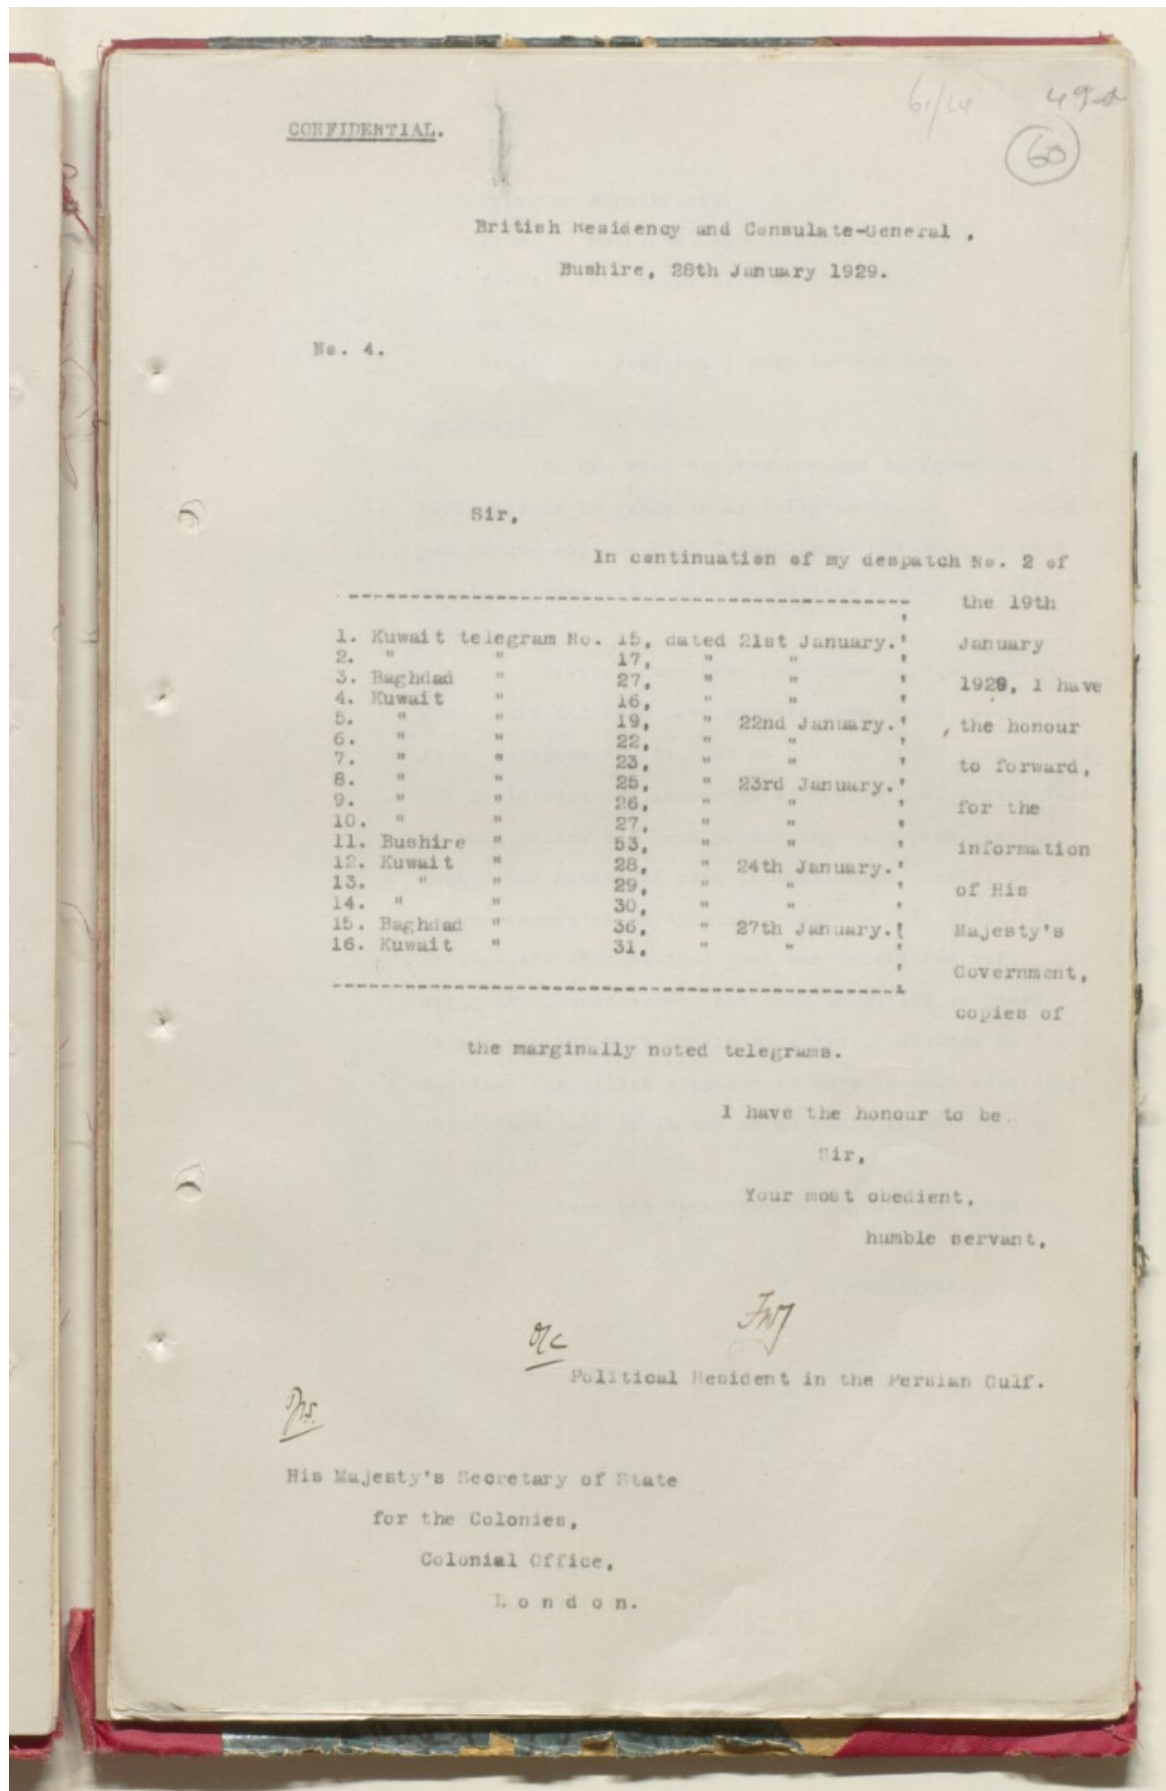 61/14 49
60
CONFIDENTIAL.
British Residency and Consulate-General ,
Bushire, 28th January 1929.
No. 4.
Sir,
In continuation of my despatch No. 2 of
the 19th
January
1929, I have
, the honour
to forward,
for the
information
of His
Majesty's
Government,
copies of
1. Kuwait telegram No. 15, dated 21st January.'
2. " " 17, " " '
3. Baghdad " 27, " " '
4. Kuwait " 16, " " '
5. " " 19, " 22nd January.'
6. " " 22, " " '
7. " " 23, " " '
8. " " 25, " 23rd January.'
9. " " 26, " " '
10. " " 27, " " '
11. Bushire " 53, " " '
12. Kuwait " 28, " 24th January.'
13. " " 29, " " '
14. " " 30, " " '
15. Baghdad " 36, " 27th January.(
16. Kuwait " 31, " " '
the marginally noted telegrams.
I have the honour to be
Sir,
Your most obedient,
humble servant,
Political Resident in the Persian Gulf.
His Majesty's Secretary of State
for the Colonies,
Colonial Office,
L o n d o n.